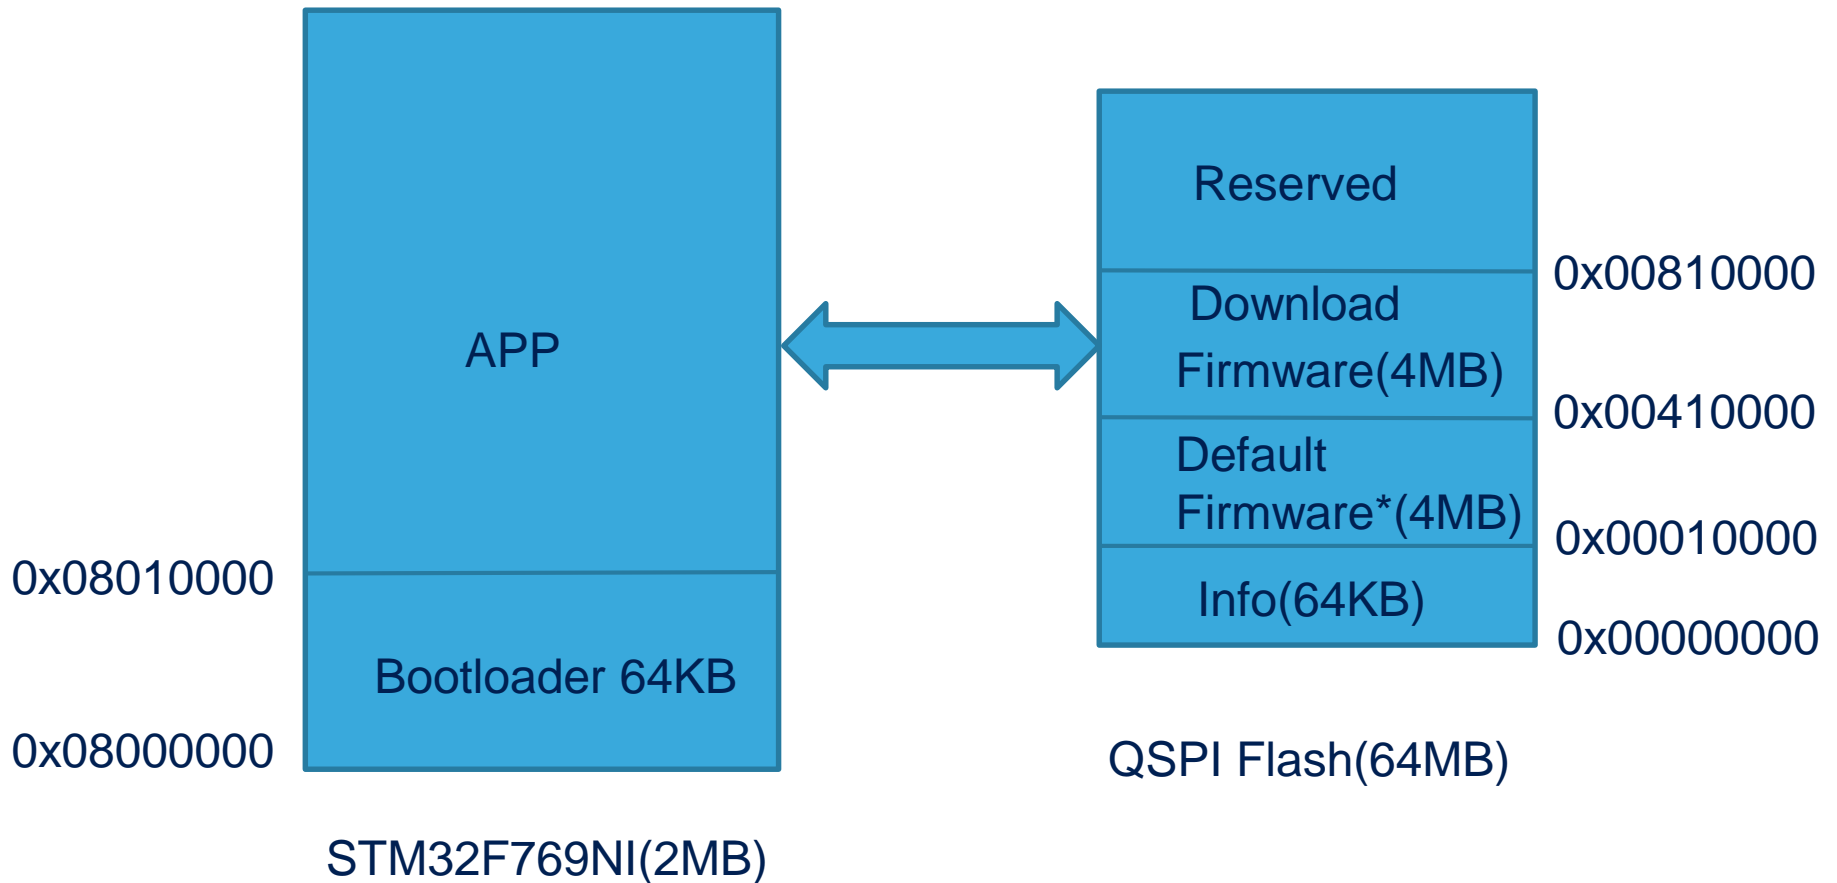 APP
0x08010000
Bootloader 64KB
0x08000000
STM32F769NI(2MB)
Reserved
0x00810000
Download
Firmware(4MB)
0x00410000
Default
Firmware*(4MB)
0x00010000
Info(64KB)
0x00000000
QSPI Flash(64MB)